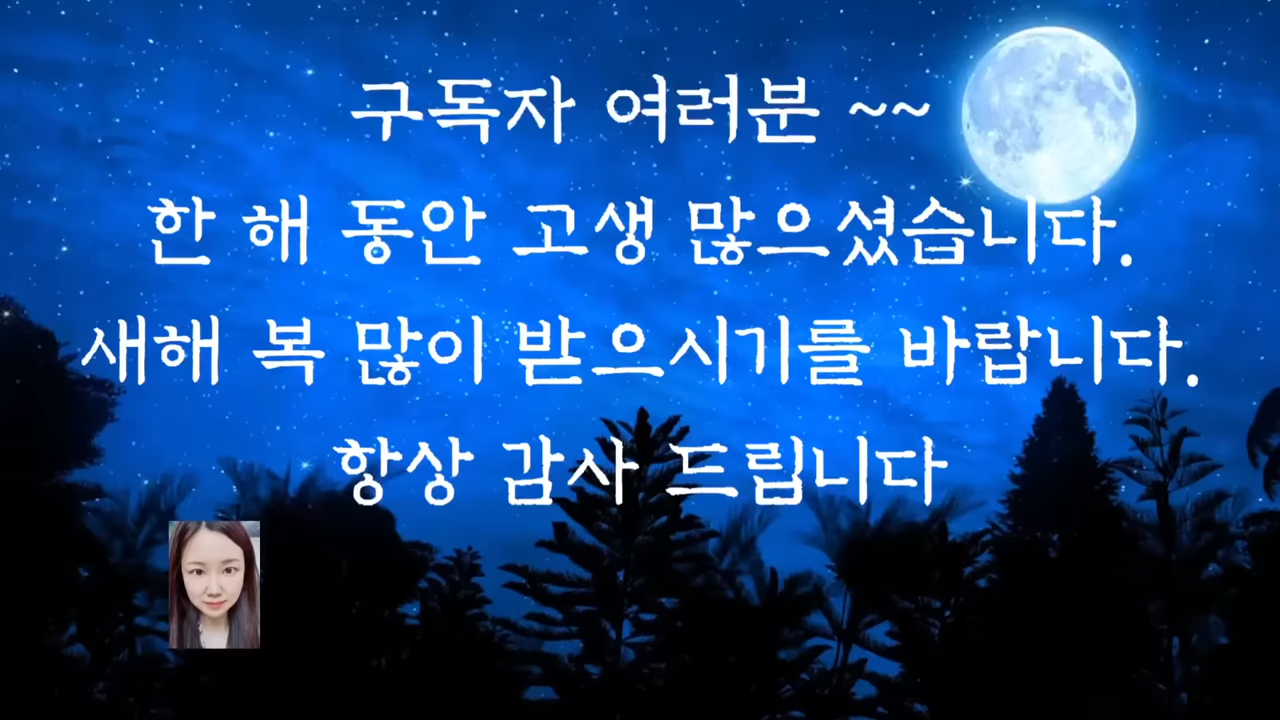 구독자 여러분 ~~
한 해 동안 고생 많으셨습니다.
새해 복 많이 받으시기를 바랍니다.
항상 감사 드립니다